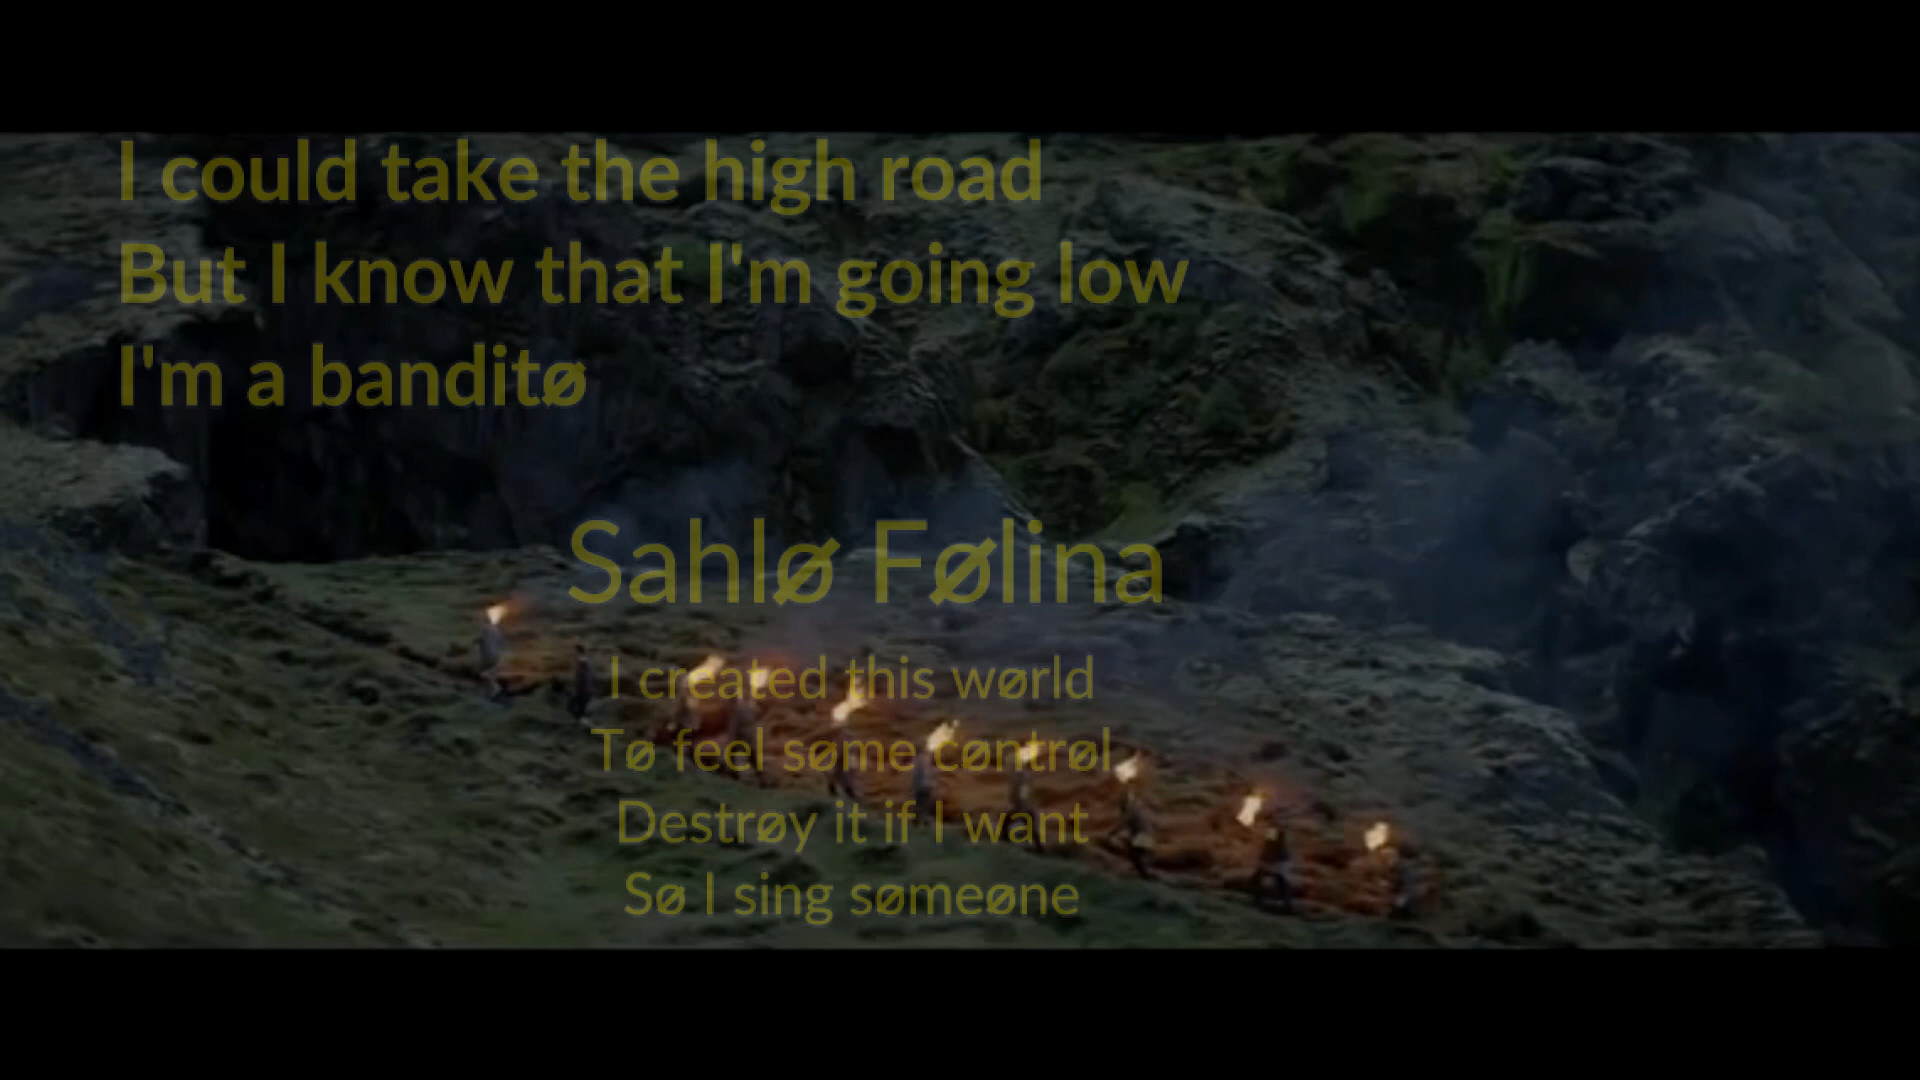 I could take the high road
But I know that I'm going low
I'm a banditø
Sahlø Følina
I created this wørld
Tø feel søme cøntrøl
Destrøy it if I want
Sø I sing sømeøne